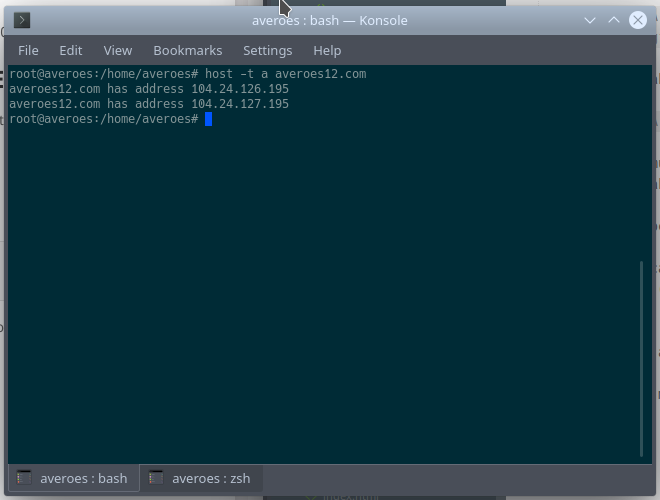 averoes : bash — Konsole
File Edit View Bookmarks Settings Help
root@averoes:/home/averoes# host -t a averoes12.com
averoes12.com has address 104.24.126.195
averoes12.com has address 104.24.127.195
root@averoes:/home/averoes#
averoes : bash averoes : zsh